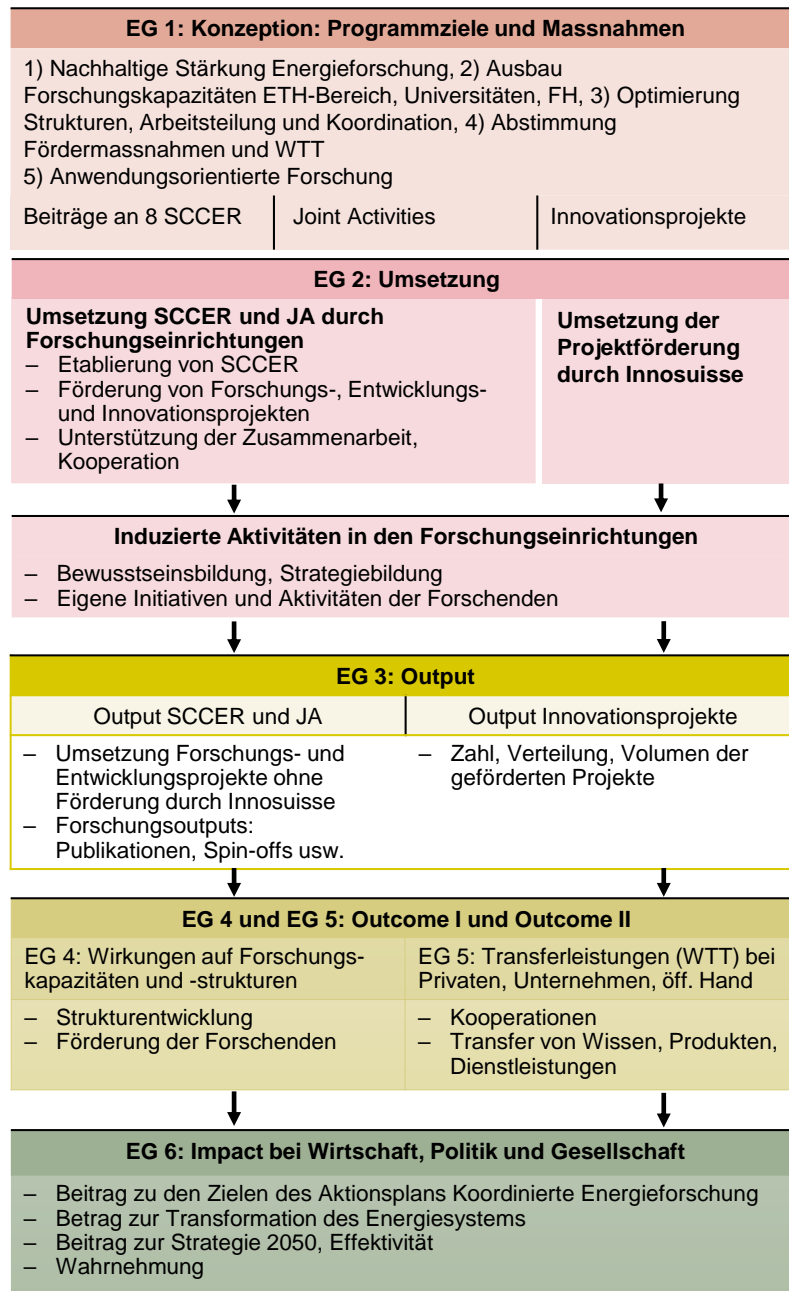 EG 1: Konzeption: Programmziele und Massnahmen
1) Nachhaltige Stärkung Energieforschung, 2) Ausbau
Forschungskapazitäten ETH-Bereich, Universitäten, FH, 3) Optimierung
Strukturen, Arbeitsteilung und Koordination, 4) Abstimmung
Fördermassnahmen und WTT
5) Anwendungsorientierte Forschung
Beiträge an 8 SCCER
Joint Activities
Innovationsprojekte
EG 2: Umsetzung
Umsetzung SCCER und JA durch
Forschungseinrichtungen
– Etablierung von SCCER
– Förderung von Forschungs-, Entwicklungs-
und Innovationsprojekten
– Unterstützung der Zusammenarbeit,
Kooperation
Umsetzung der
Projektförderung
durch Innosuisse
Induzierte Aktivitäten in den Forschungseinrichtungen
– Bewusstseinsbildung, Strategiebildung
– Eigene Initiativen und Aktivitäten der Forschenden
EG 3: Output
Output SCCER und JA
– Umsetzung Forschungs- und
Entwicklungsprojekte ohne
Förderung durch Innosuisse
– Forschungsoutputs:
Publikationen, Spin-offs usw.
Output Innovationsprojekte
– Zahl, Verteilung, Volumen der
geförderten Projekte
EG 4 und EG 5: Outcome I und Outcome II
EG 4: Wirkungen auf Forschungs-
kapazitäten und -strukturen
– Strukturentwicklung
– Förderung der Forschenden
EG 5: Transferleistungen (WTT) bei
Privaten, Unternehmen, öff. Hand
– Kooperationen
– Transfer von Wissen, Produkten,
Dienstleistungen
EG 6: Impact bei Wirtschaft, Politik und Gesellschaft
– Beitrag zu den Zielen des Aktionsplans Koordinierte Energieforschung
– Betrag zur Transformation des Energiesystems
– Beitrag zur Strategie 2050, Effektivität
– Wahrnehmung